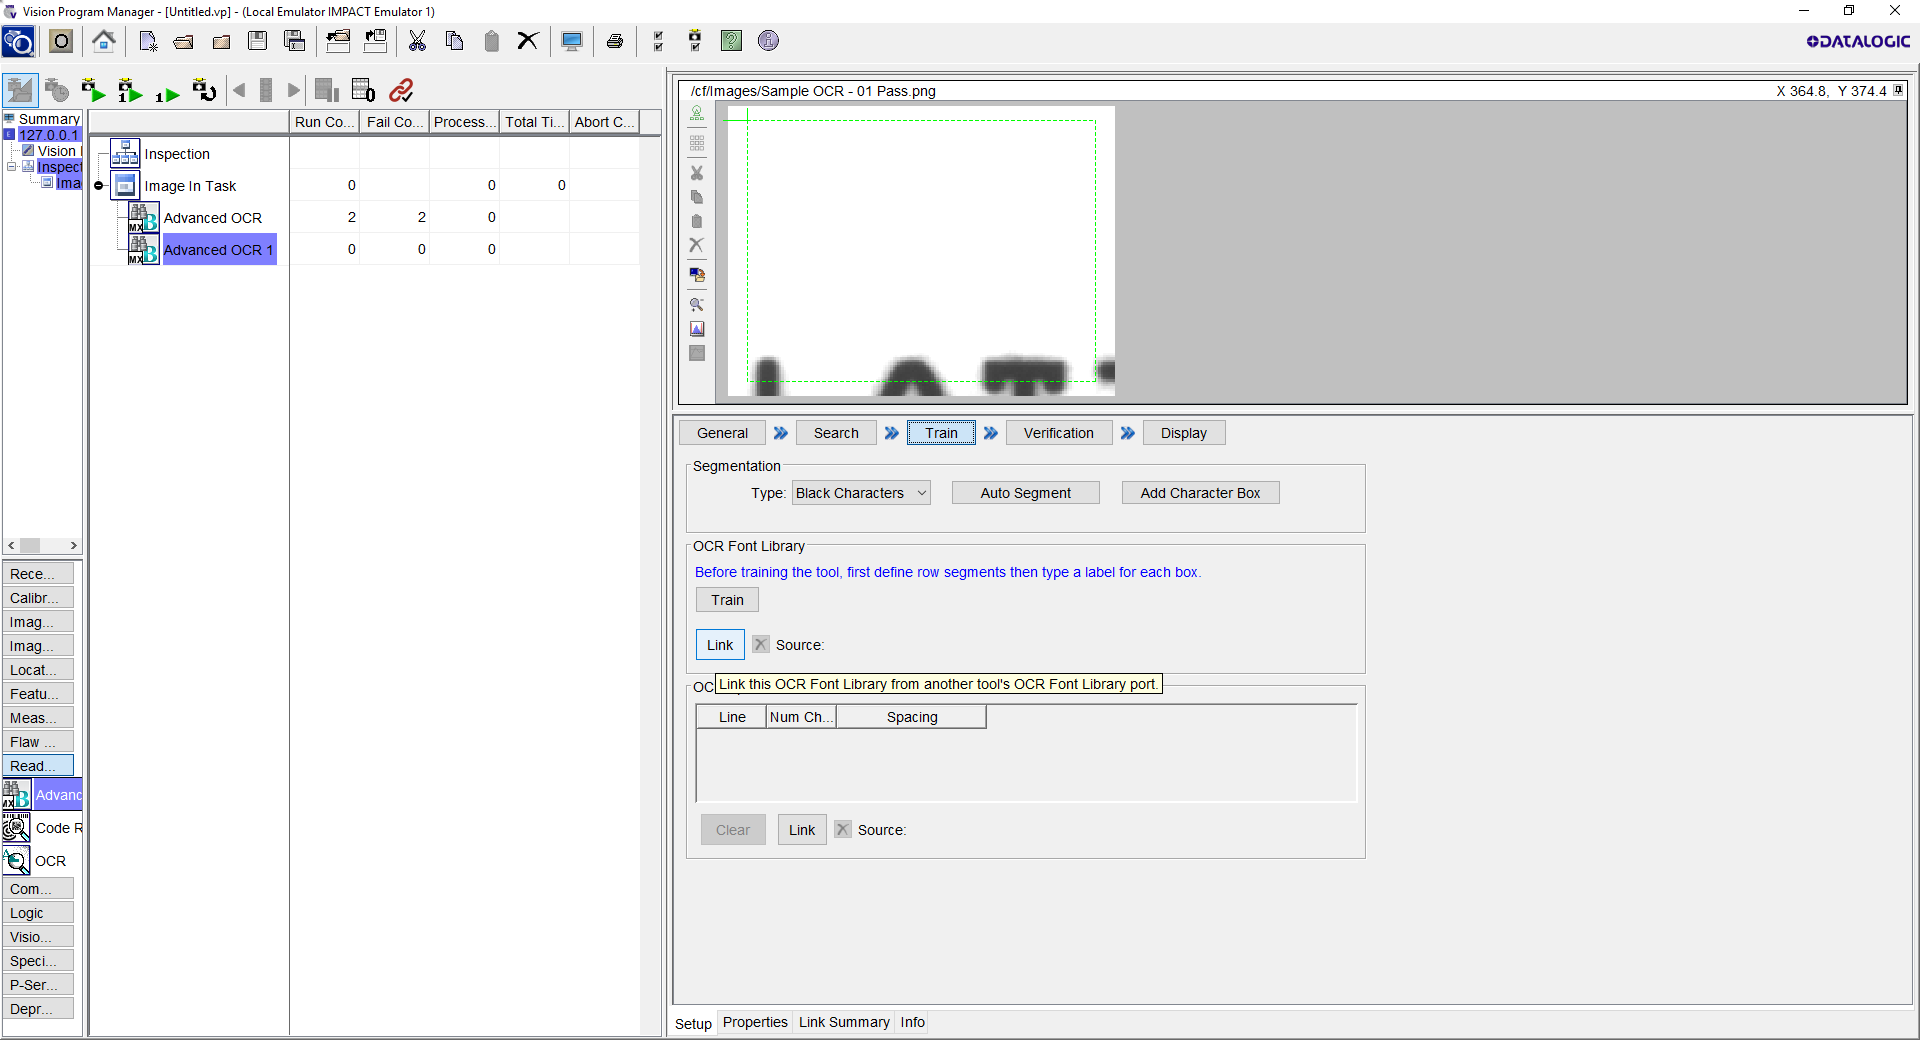 Vision Program Manager - [Untitled.vp] - (Local Emulator IMPACT Emulator 1)
DATALOGIC
Summary
127.0.0.1
Vision
Inspect
Ima
Run Co... Fail Co... Process... Total Ti... Abort C...
Inspection
Image In Task 0 0 0
Advanced OCR 2 2 0
Advanced OCR 1 0 0 0
/cf/Images/Sample OCR - 01 Pass.png
X 364.8, Y 374.4
General
Search
Train
Verification
Display
Segmentation
Type: Black Characters
Auto Segment
Add Character Box
OCR Font Library
Before training the tool, first define row segments then type a label for each box.
Train
Link
Source:
Link this OCR Font Library from another tool's OCR Font Library port.
OC
Line Num Ch... Spacing
Clear
Link
Source:
Rece...
Calibr...
Imag...
Imag...
Locat...
Featu...
Meas...
Flaw ...
Read...
Advanc
Code R
OCR
Com...
Logic
Visio...
Speci...
P-Ser...
Depr...
Setup
Properties
Link Summary
Info